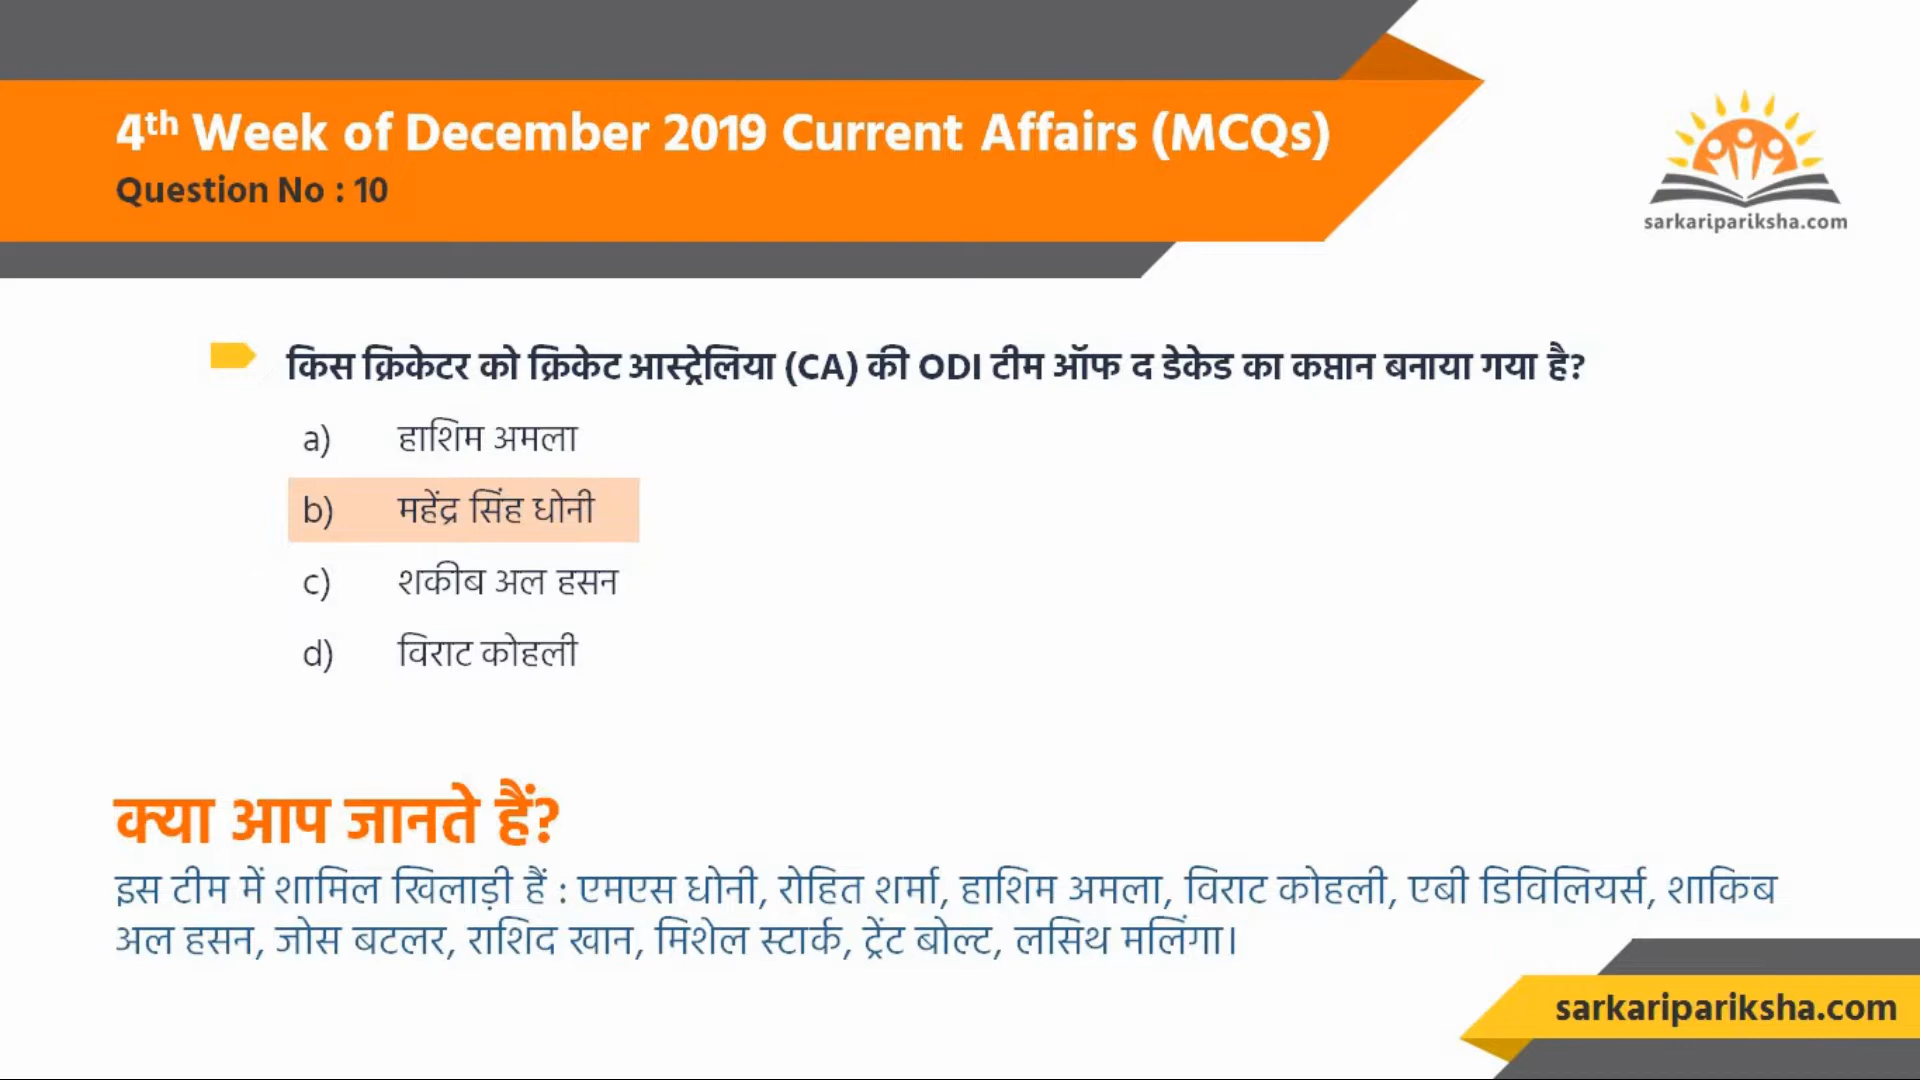 4th Week of December 2019 Current Affairs (MCQs)
Question No : 10
sarkaripariksha.com
किस क्रिकेटर को क्रिकेट आस्ट्रेलिया (CA) की ODI टीम ऑफ द डेकेड का कप्तान बनाया गया है?
a) हाशिम अमला
b) महेंद्र सिंह धोनी
c) शकीब अल हसन
d) विराट कोहली
क्या आप जानते हैं?
इस टीम में शामिल खिलाड़ी हैं : एमएस धोनी, रोहित शर्मा, हाशिम अमला, विराट कोहली, एबी डिविलियर्स, शाकिब
अल हसन, जोस बटलर, राशिद खान, मिशेल स्टार्क, ट्रेंट बोल्ट, लसिथ मलिंगा।
sarkaripariksha.com